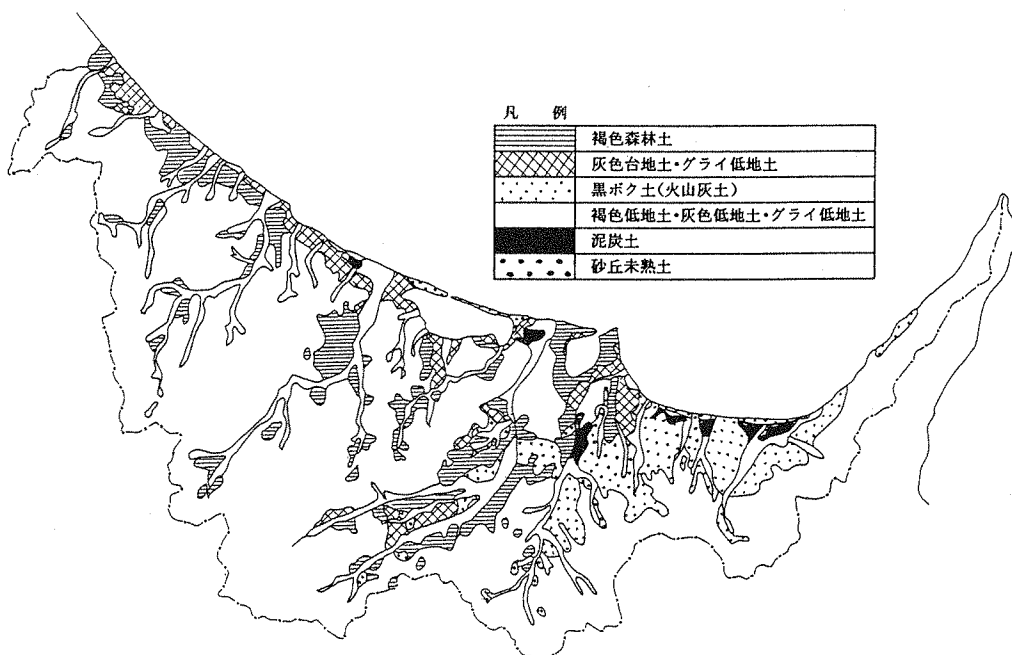 凡 例
褐色森林土
灰色台地土・グライ低地土
黒ボク土(火山灰土)
褐色低地土・灰色低地土・グライ低地土
泥炭土
砂丘未熟土